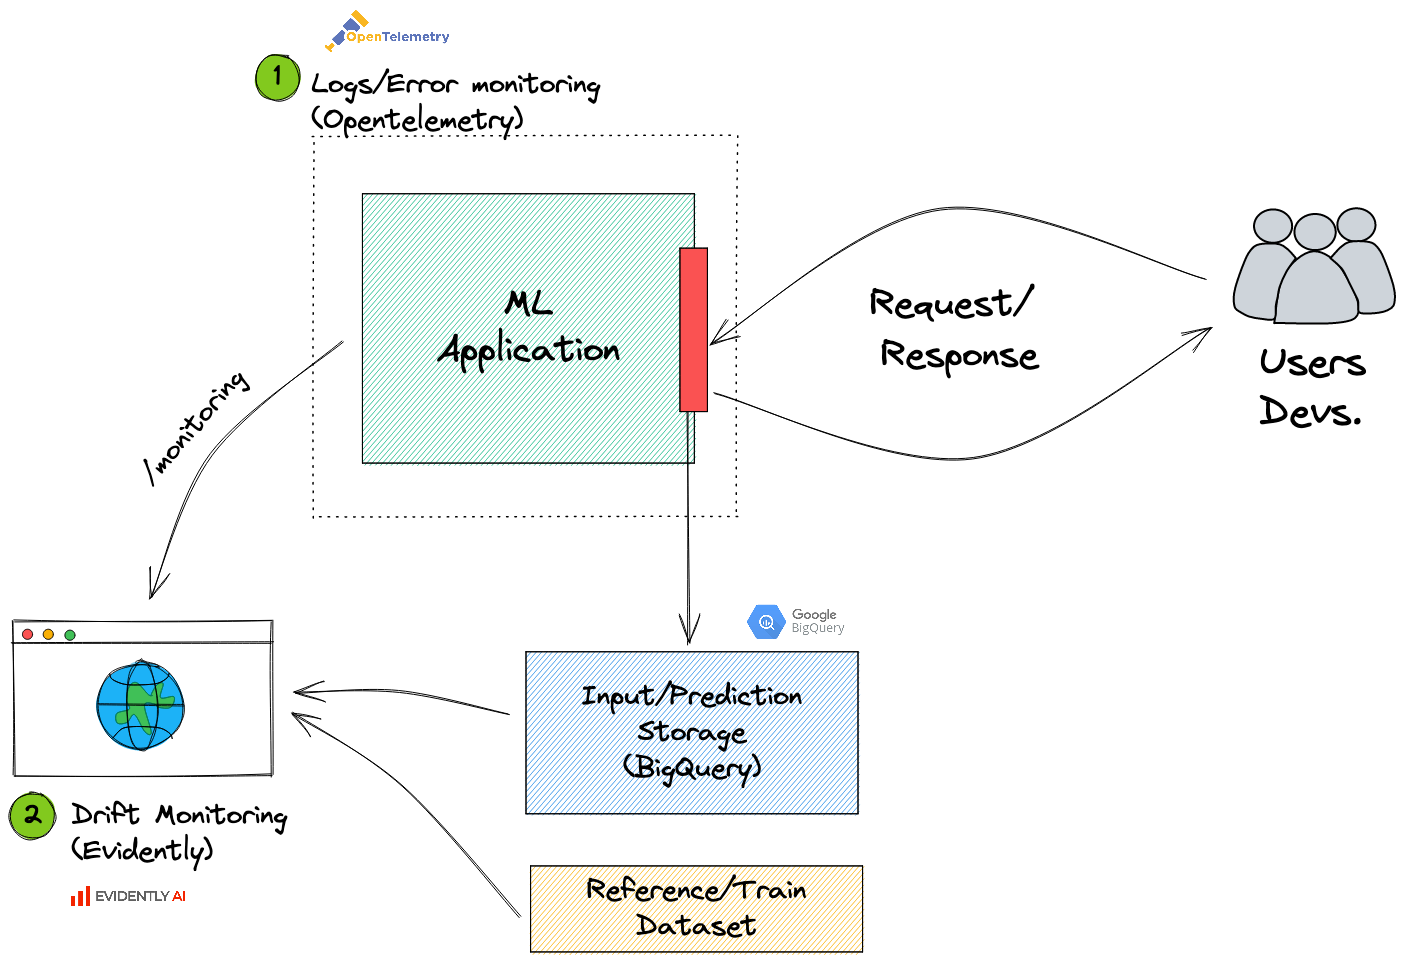 OpenTelemetry
1
Logs/Error monitoring
(Opentelemetry)
ML
Application
Request/
Response
Users
Devs.
/monitoring
Google
BigQuery
Input/Prediction
Storage
(BigQuery)
2
Drift Monitoring
(Evidently)
EVIDENTLY AI
Reference/Train
Dataset